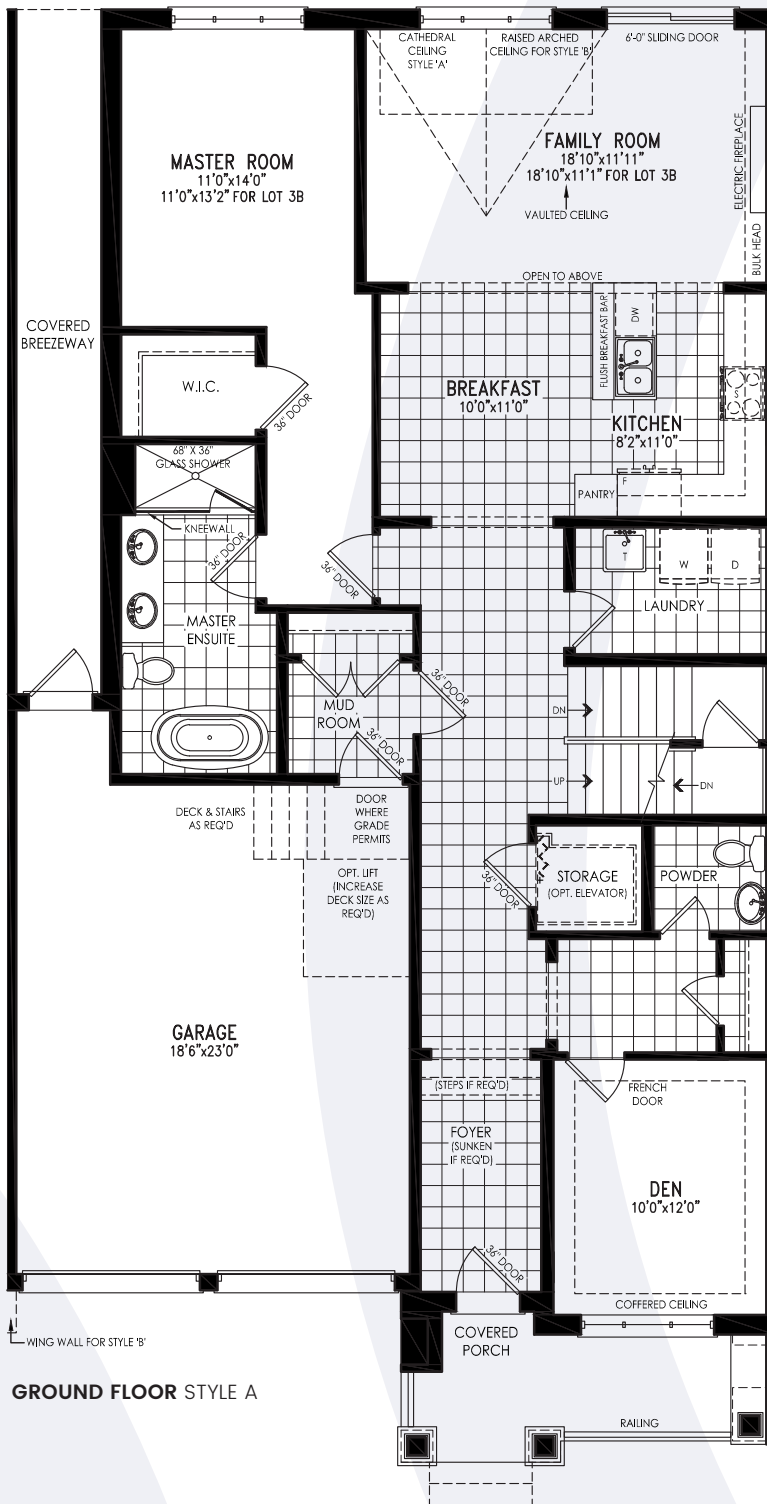 CATHEDRAL
CEILING
STYLE 'A'
RAISED ARCHED
CEILING FOR STYLE 'B'
6'-0" SLIDING DOOR
MASTER ROOM
11'0"x14'0"
11'0"x13'2" FOR LOT 3B
FAMILY ROOM
18'10"x11'11"
18'10"x11'1" FOR LOT 3B
VAULTED CEILING
ELECTRIC FIREPLACE
BULK HEAD
OPEN TO ABOVE
COVERED
BREEZEWAY
W.I.C.
36" DOOR
FLUSH BREAKFAST BAR
DW
BREAKFAST
10'0"x11'0"
S
KITCHEN
8'2"x11'0"
68" X 36"
GLASS SHOWER
F
PANTRY
KNEEWALL
36" DOOR
36" DOOR
T
W
D
LAUNDRY
MASTER
ENSUITE
MUD
ROOM
36" DOOR
36" DOOR
DN
UP
DN
DECK & STAIRS
AS REQ'D
DOOR
WHERE
GRADE
PERMITS
OPT. LIFT
(INCREASE
DECK SIZE AS
REQ'D)
36" DOOR
STORAGE
(OPT. ELEVATOR)
POWDER
GARAGE
18'6"x23'0"
(STEPS IF REQ'D)
FOYER
(SUNKEN
IF REQ'D)
FRENCH
DOOR
DEN
10'0"x12'0"
36" DOOR
COFFERED CEILING
WING WALL FOR STYLE 'B'
COVERED
PORCH
GROUND FLOOR STYLE A
RAILING